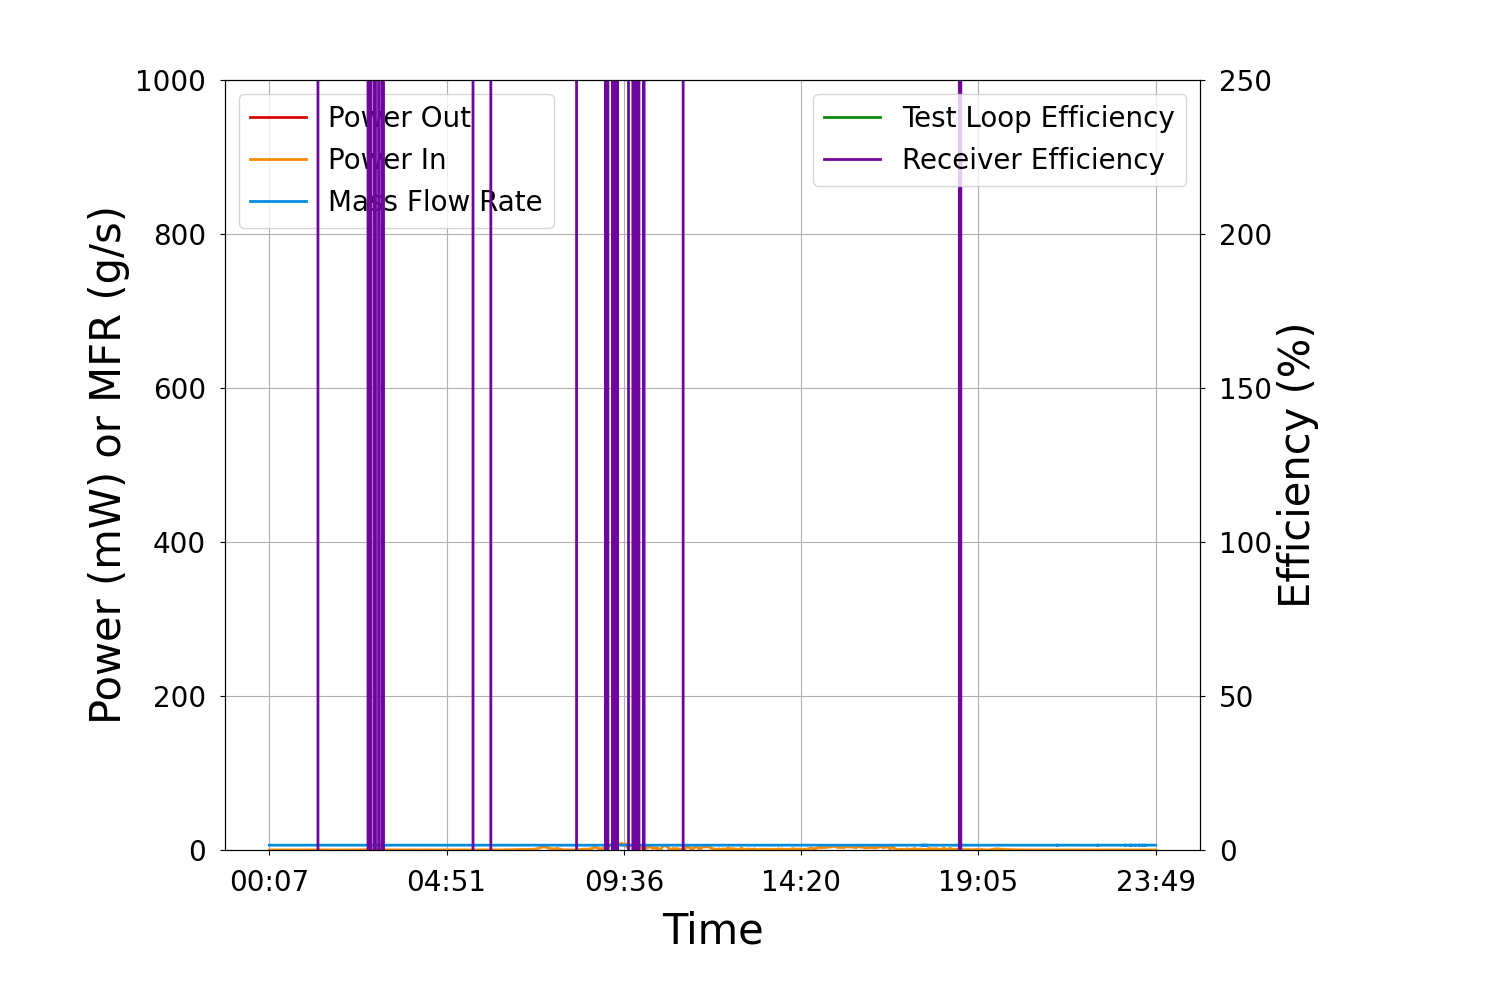 1000
800
600
400
200
0
Power (mW) or MFR (g/s)
Power Out
Power In
Mass Flow Rate
Test Loop Efficiency
Receiver Efficiency
250
200
150
100
50
0
Efficiency (%)
00:07 04:51 09:36 14:20 19:05 23:49
Time